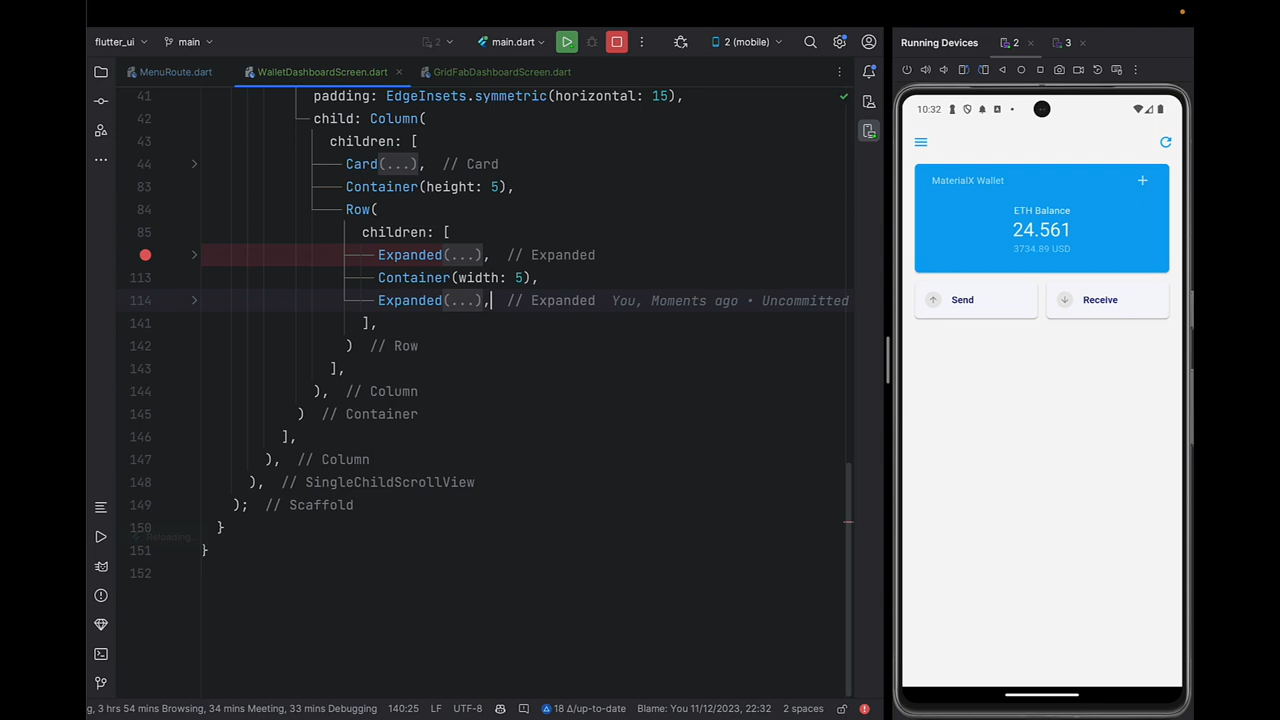 flutter_ui main 2 main.dart 2 (mobile) Running Devices 2 3
MenuRoute.dart WalletDashboardScreen.dart GridFabDashboardScreen.dart
41 padding: EdgeInsets.symmetric(horizontal: 15),
42 child: Column(
43 children: [
44 Card(...), // Card
83 Container(height: 5),
84 Row(
85 children: [
Expanded(...), // Expanded
113 Container(width: 5),
114 Expanded(...), // Expanded You, Moments ago • Uncommitted
141 ],
142 ) // Row
143 ],
144 ), // Column
145 ) // Container
146 ],
147 ), // Column
148 ), // SingleChildScrollView
149 ); // Scaffold
150 }
Reloading...
151 }
152
g, 3 hrs 54 mins Browsing, 34 mins Meeting, 33 mins Debugging 140:25 LF UTF-8 18 Δ/up-to-date Blame: You 11/12/2023, 22:32 2 spaces
10:32
MaterialX Wallet
ETH Balance
24.561
3734.89 USD
Send Receive